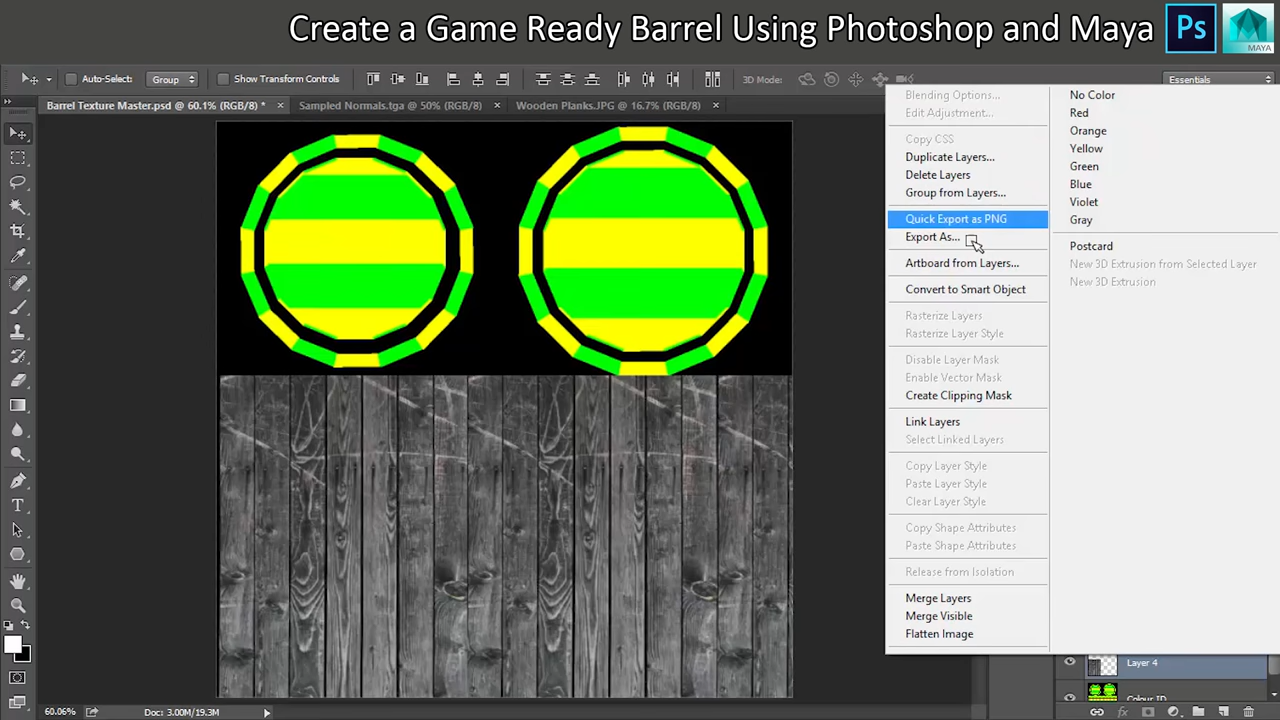 Create a Game Ready Barrel Using Photoshop and Maya
Ps
MAYA
Auto-Select:
Group
Show Transform Controls
3D Mode:
Essentials
Barrel Texture Master.psd @ 60.1% (RGB/8) *
Sampled Normals.tga @ 50% (RGB/8)
Wooden Planks.JPG @ 16.7% (RGB/8)
Blending Options...
Edit Adjustment...
Copy CSS
Duplicate Layers...
Delete Layers
Group from Layers...
Quick Export as PNG
Export As...
Artboard from Layers...
Convert to Smart Object
Rasterize Layers
Rasterize Layer Style
Disable Layer Mask
Enable Vector Mask
Create Clipping Mask
Link Layers
Select Linked Layers
Copy Layer Style
Paste Layer Style
Clear Layer Style
Copy Shape Attributes
Paste Shape Attributes
Release from Isolation
Merge Layers
Merge Visible
Flatten Image
No Color
Red
Orange
Yellow
Green
Blue
Violet
Gray
Postcard
New 3D Extrusion from Selected Layer
New 3D Extrusion
Layer 4
Colour ID
60.06%
Doc: 3.00M/19.3M